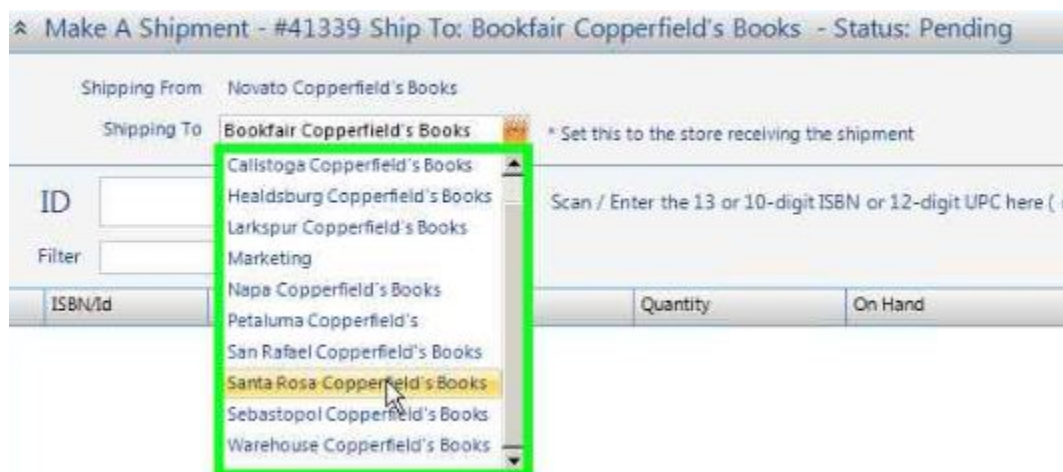 Make A Shipment - #41339 Ship To: Bookfair Copperfield's Books - Status: Pending
Shipping From Novato Copperfield's Books
Shipping To Bookfair Copperfield's Books * Set this to the store receiving the shipment
Calistoga Copperfield's Books
ID Healdsburg Copperfield's Books Scan / Enter the 13 or 10-digit ISBN or 12-digit UPC here (
Larkspur Copperfield's Books
Filter Marketing
Napa Copperfield's Books
ISBN/Id Quantity On Hand
Petaluma Copperfield's
San Rafael Copperfield's Books
Santa Rosa Copperfield's Books
Sebastopol Copperfield's Books
Warehouse Copperfield's Books